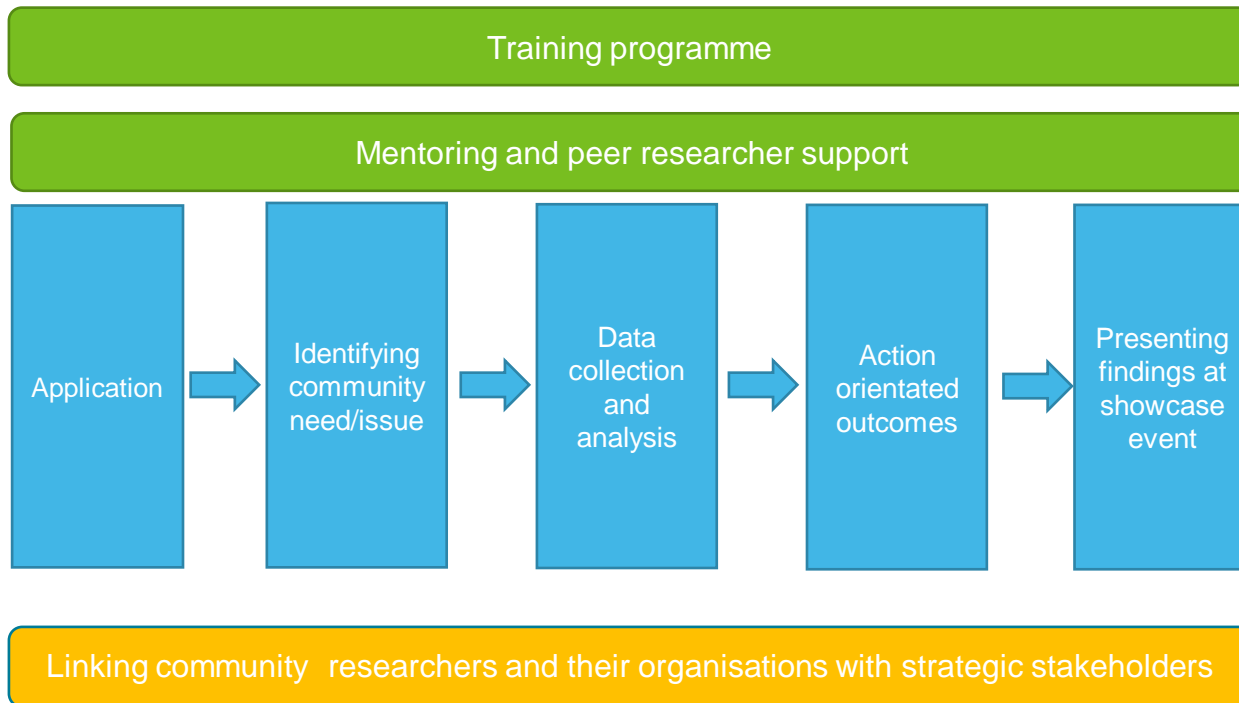 Training programme
Mentoring and peer researcher support
Application
Identifying
community
need/issue
Data
collection
and
analysis
Action
orientated
outcomes
Presenting
findings at
showcase
event
Linking community researchers and their organisations with strategic stakeholders